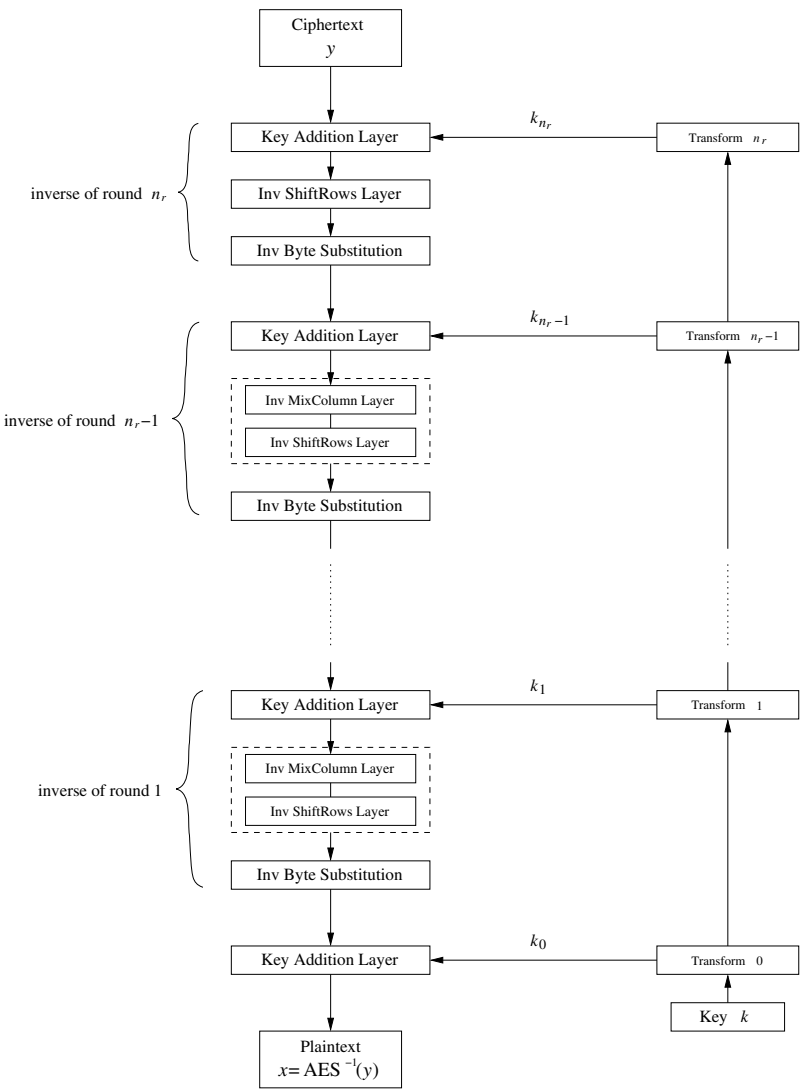 Ciphertext
y
Key Addition Layer
k_{n_r}
Transform n_r
inverse of round n_r
Inv ShiftRows Layer
Inv Byte Substitution
Key Addition Layer
k_{n_r−1}
Transform n_r−1
inverse of round n_r−1
Inv MixColumn Layer
Inv ShiftRows Layer
Inv Byte Substitution
Key Addition Layer
k_1
Transform 1
inverse of round 1
Inv MixColumn Layer
Inv ShiftRows Layer
Inv Byte Substitution
Key Addition Layer
k_0
Transform 0
Key k
Plaintext
x= AES^{−1}(y)